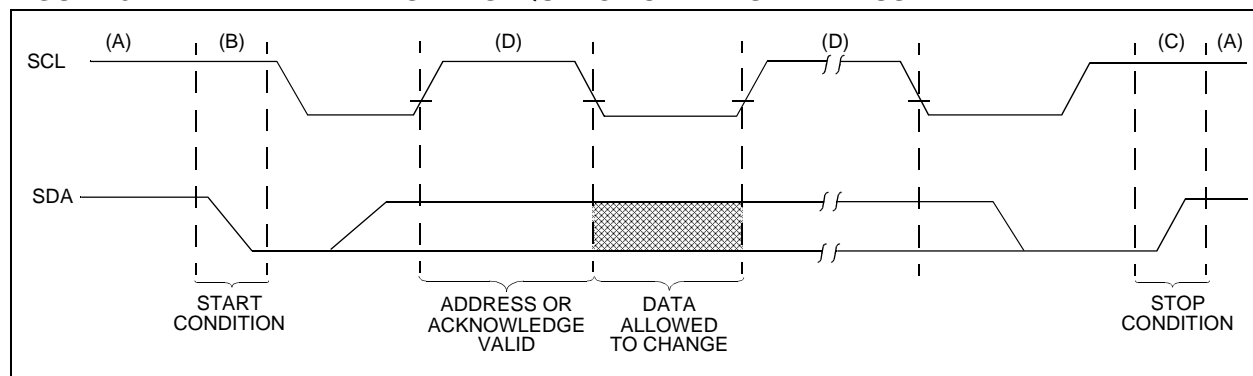 (A) (B) (D) (D) (C) (A)
SCL
SDA
START
CONDITION
ADDRESS OR
ACKNOWLEDGE
VALID
DATA
ALLOWED
TO CHANGE
STOP
CONDITION